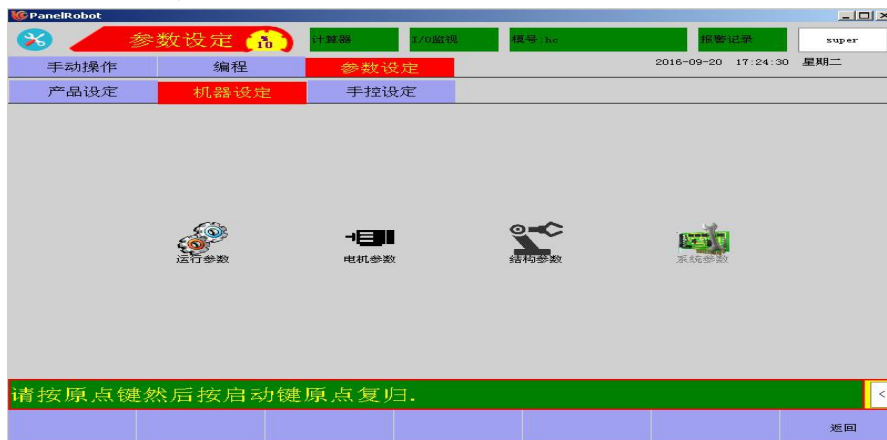 PanelRobot
参数设定 10
计算器 I/O监视 模号:hc 报警记录 super
手动操作 编程 参数设定 2016-09-20 17:24:30 星期二
产品设定 机器设定 手控设定
运行参数 电机参数 结构参数 系统参数
请按原点键然后按启动键原点复归.
<
返回